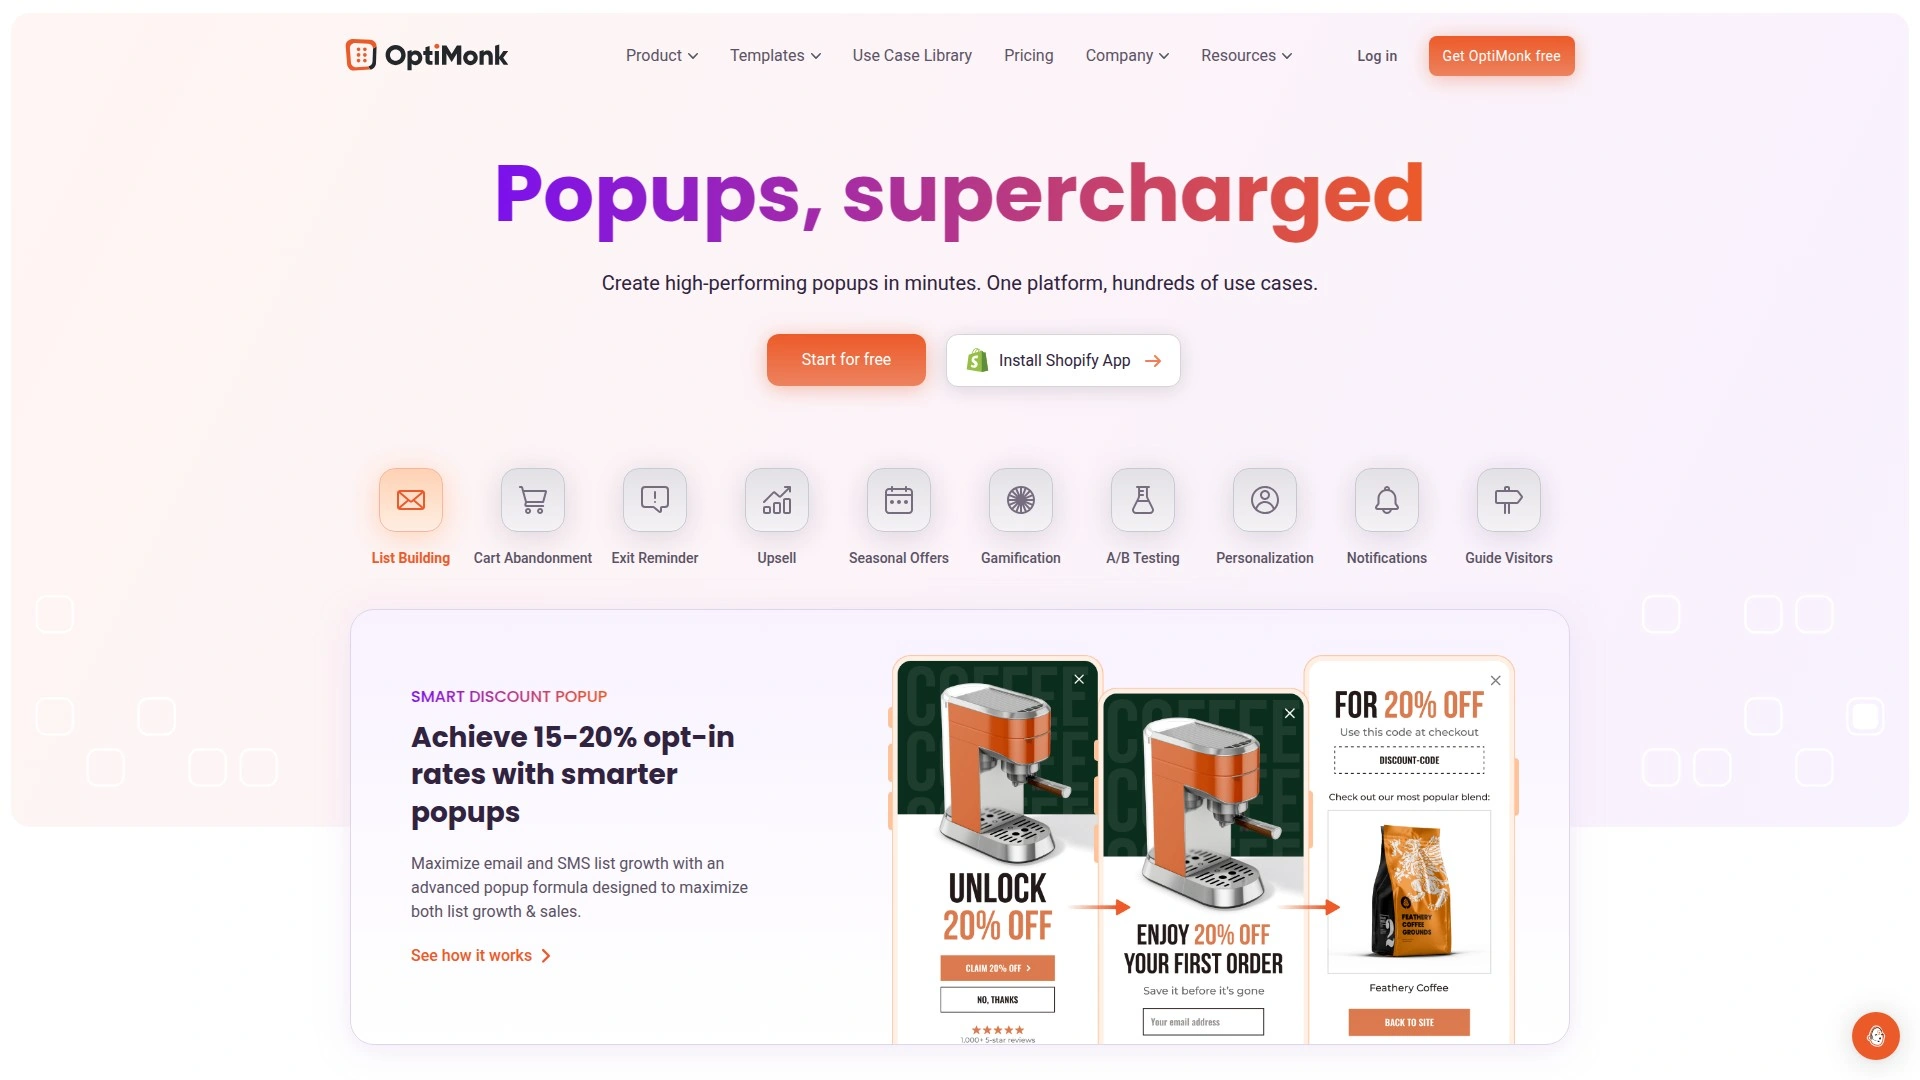 OptiMonk
Product
Templates
Use Case Library
Pricing
Company
Resources
Log in
Get OptiMonk free
Popups, supercharged
Create high-performing popups in minutes. One platform, hundreds of use cases.
Start for free
Install Shopify App
List Building
Cart Abandonment
Exit Reminder
Upsell
Seasonal Offers
Gamification
A/B Testing
Personalization
Notifications
Guide Visitors
SMART DISCOUNT POPUP
Achieve 15-20% opt-in
rates with smarter
popups
Maximize email and SMS list growth with an
advanced popup formula designed to maximize
both list growth & sales.
See how it works
COFFEE
UNLOCK
20% OFF
CLAIM 20% OFF
NO, THANKS
1,000+ 5-star reviews
COFFEE
ENJOY 20% OFF
YOUR FIRST ORDER
Save it before it's gone
Your email address
FOR 20% OFF
Use this code at checkout
DISCOUNT-CODE
Check out our most popular blend:
FEATHERY
COFFEE
GROUNDS
2
Feathery Coffee
BACK TO SITE